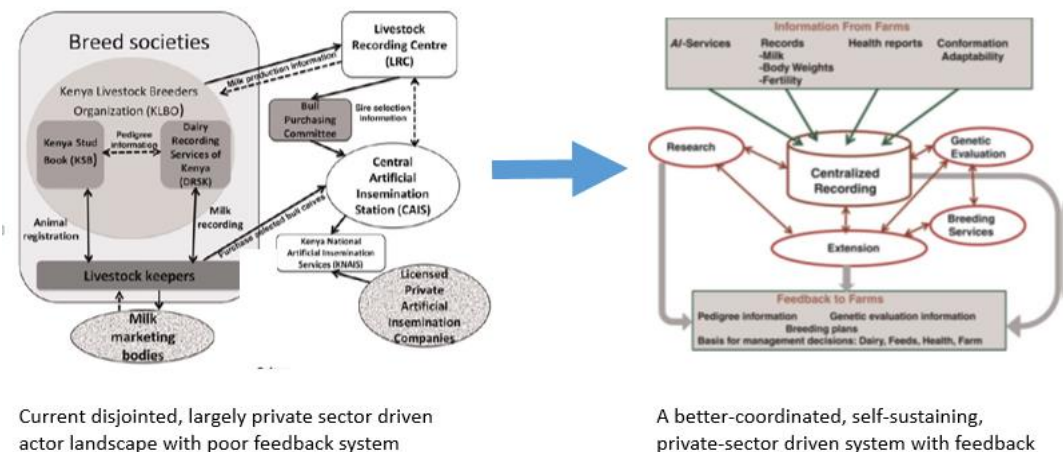 Breed societies
Kenya Livestock Breeders
Organization (KLBO)
Kenya Stud
Book (KSB)
Pedigree
information
Dairy
Recording
Services of
Kenya
(DRSK)
Animal
registration
Milk
recording
Livestock keepers
Milk
marketing
bodies
Milk production information
Livestock
Recording Centre
(LRC)
Bull
Purchasing
Committee
Sire selection
information
Central
Artificial
Insemination
Station (CAIS)
Purchase selected bull calves
Kenya National
Artificial Insemination
Services (KNAIS)
Licensed
Private
Artificial
Insemination
Companies
Information From Farms
AI-Services
Records
-Milk
-Body Weights
-Fertility
Health reports
Conformation
Adaptability
Research
Centralized
Recording
Genetic
Evaluation
Breeding
Services
Extension
Feedback to Farms
Pedigree information Genetic evaluation information
Breeding plans
Basis for management decisions: Dairy, Feeds, Health, Farm
Current disjointed, largely private sector driven
actor landscape with poor feedback system
A better-coordinated, self-sustaining,
private-sector driven system with feedback